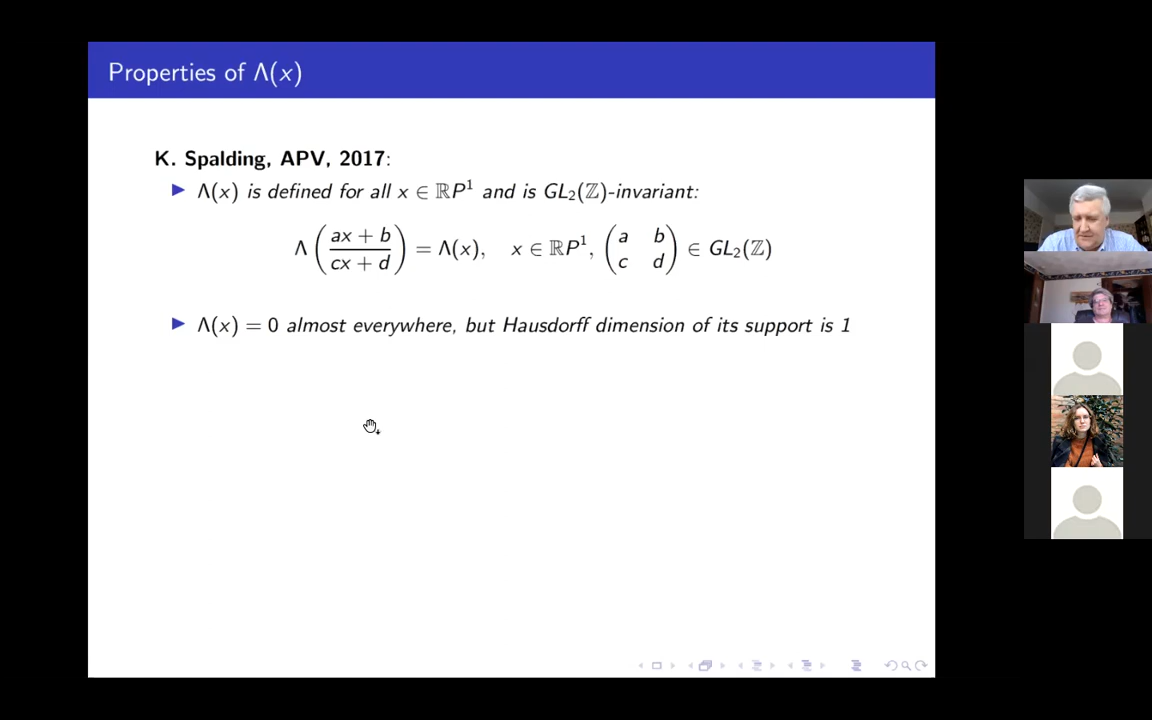 Properties of Λ(x)
K. Spalding, APV, 2017:
▶ Λ(x) is defined for all x ∈ ℝP¹ and is GL₂(ℤ)-invariant:
Λ((ax + b)/(cx + d)) = Λ(x), x ∈ ℝP¹, (a b; c d) ∈ GL₂(ℤ)
▶ Λ(x) = 0 almost everywhere, but Hausdorff dimension of its support is 1